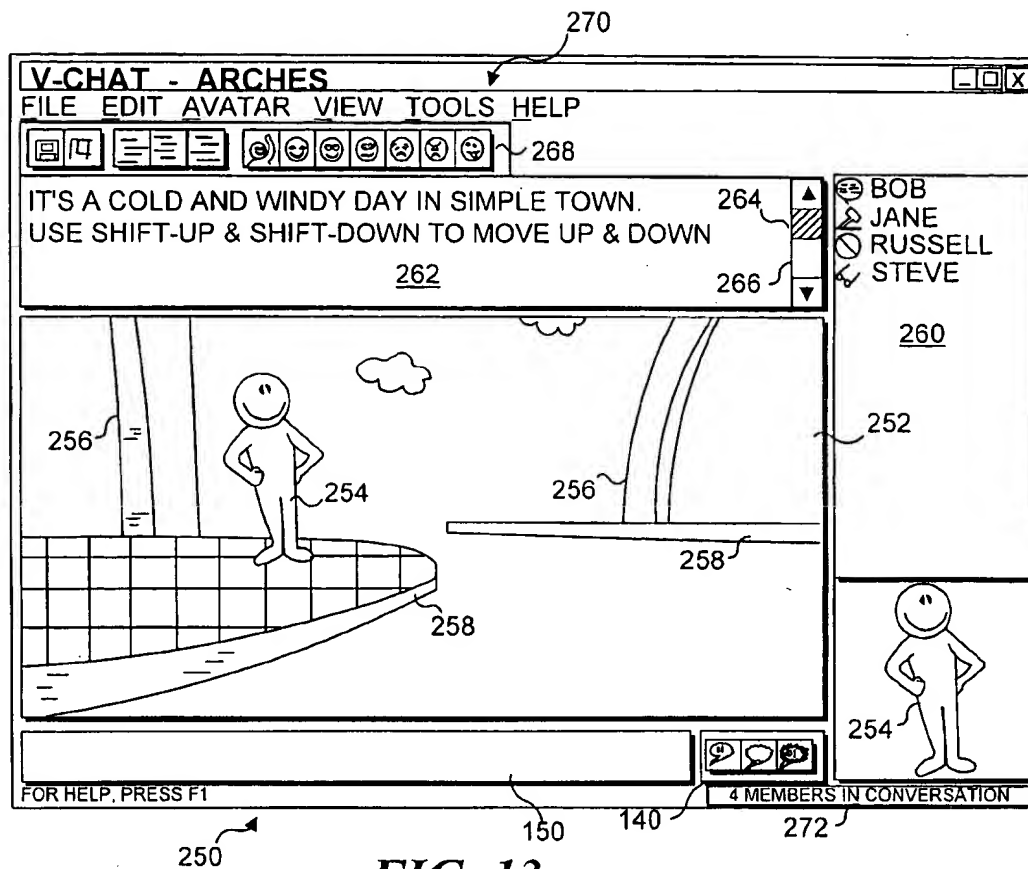 270
V-CHAT - ARCHES
FILE EDIT AVATAR VIEW TOOLS HELP
268
IT'S A COLD AND WINDY DAY IN SIMPLE TOWN.
USE SHIFT-UP & SHIFT-DOWN TO MOVE UP & DOWN
262
264
266
BOB
JANE
RUSSELL
STEVE
260
256
254
256
252
258
258
254
FOR HELP, PRESS F1
4 MEMBERS IN CONVERSATION
150
140
272
250
FIG. 13